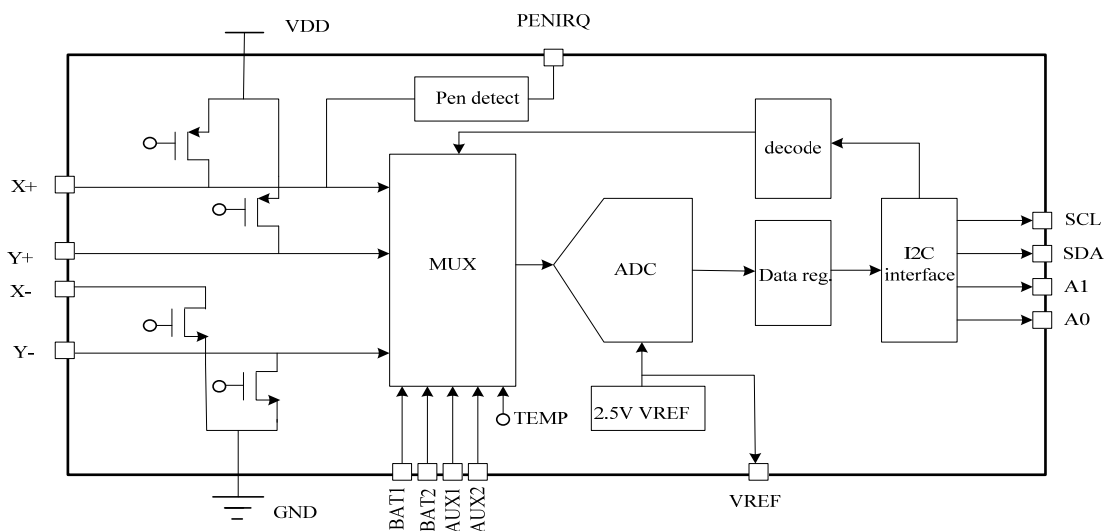 PENIRQ
VDD
Pen detect
decode
X+
Y+
X-
Y-
MUX
ADC
Data reg.
I2C
interface
SCL
SDA
A1
A0
2.5V VREF
TEMP
BAT1
BAT2
AUX1
AUX2
VREF
GND